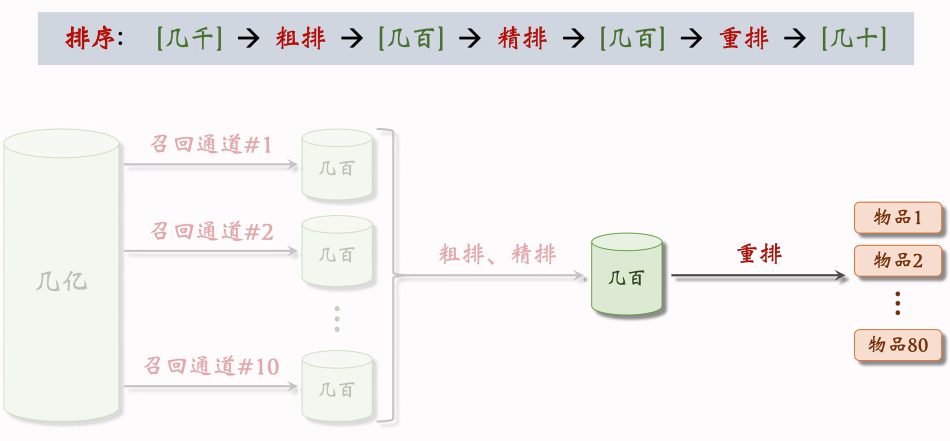 排序: [几千] → 粗排 → [几百] → 精排 → [几百] → 重排 → [几十]
召回通道#1
几百
召回通道#2
几百
几亿
粗排、精排
几百
重排
物品1
物品2
⋮
物品80
⋮
召回通道#10
几百